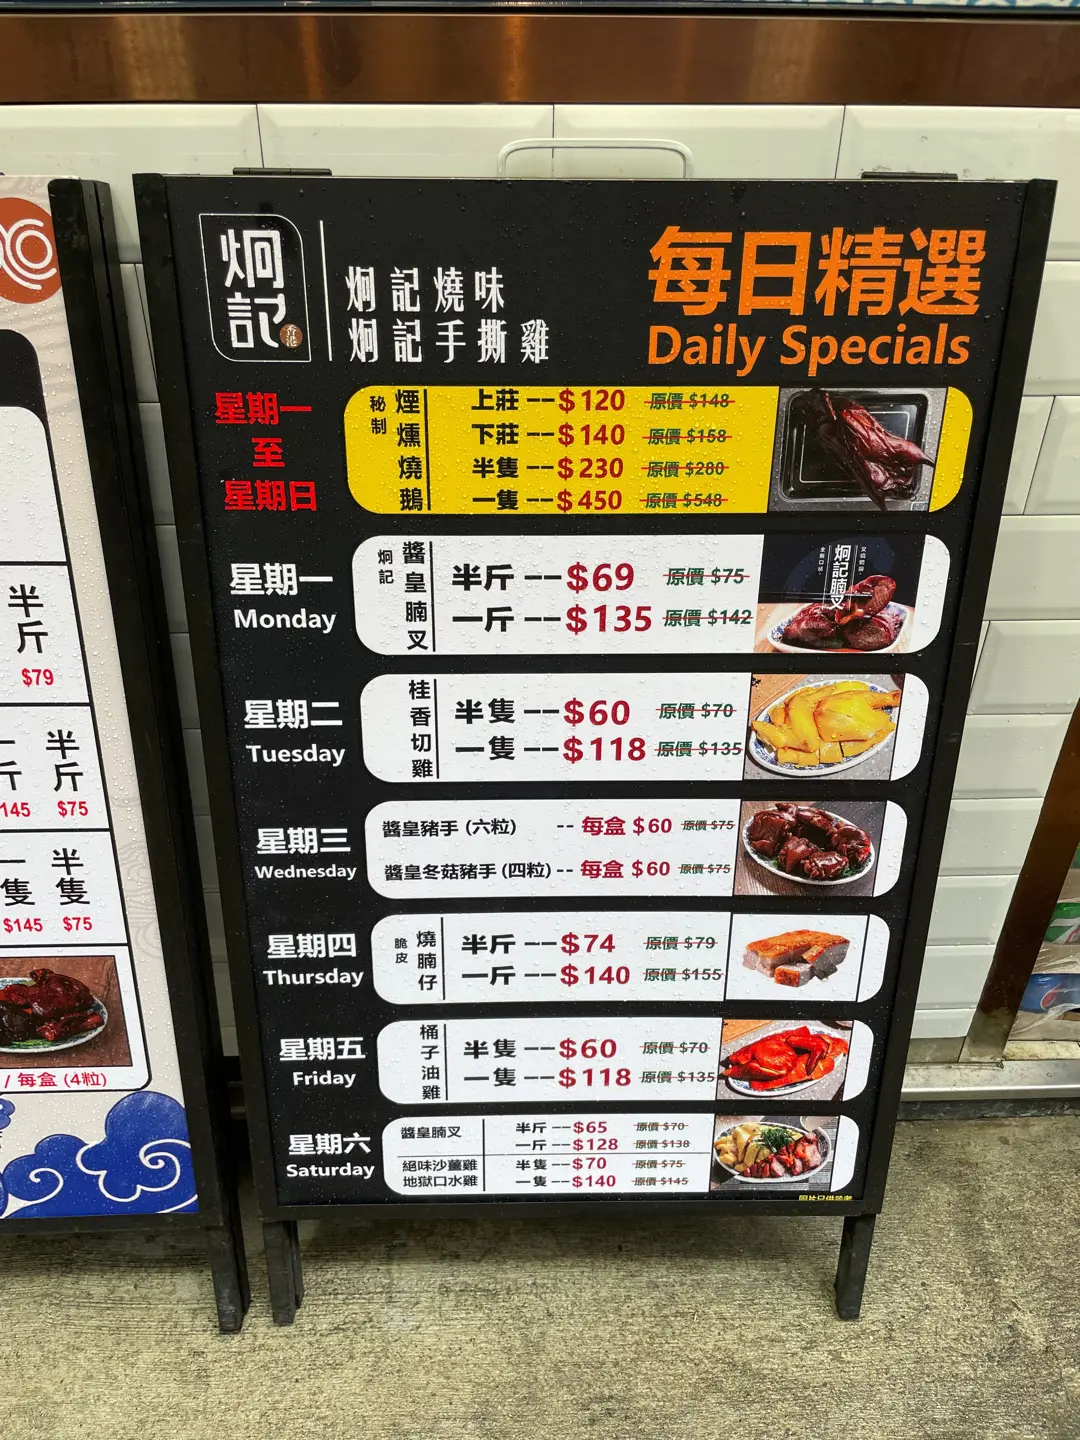 炯記
香港
炯記燒味
炯記手撕雞
每日精選
Daily Specials
星期一
至
星期日
秘制
煙燻燒鵝
上莊 -- $120 原價 $148
下莊 -- $140 原價 $158
半隻 -- $230 原價 $280
一隻 -- $450 原價 $548
星期一
Monday
炯記
醬皇腩叉
半斤 -- $69 原價 $75
一斤 -- $135 原價 $142
炯記腩叉
星期二
Tuesday
桂香切雞
半隻 -- $60 原價 $70
一隻 -- $118 原價 $135
星期三
Wednesday
醬皇豬手 (六粒) -- 每盒 $60 原價 $75
醬皇冬菇豬手 (四粒) -- 每盒 $60 原價 $75
星期四
Thursday
脆皮
燒腩仔
半斤 -- $74 原價 $79
一斤 -- $140 原價 $155
星期五
Friday
桶子油雞
半隻 -- $60 原價 $70
一隻 -- $118 原價 $135
星期六
Saturday
醬皇腩叉
半斤 -- $65 原價 $70
一斤 -- $128 原價 $138
絕味沙薑雞
地獄口水雞
半隻 -- $70 原價 $75
一隻 -- $140 原價 $145
半斤
$79
一斤 半斤
145 $75
一隻 半隻
$145 $75
/ 每盒 (4粒)